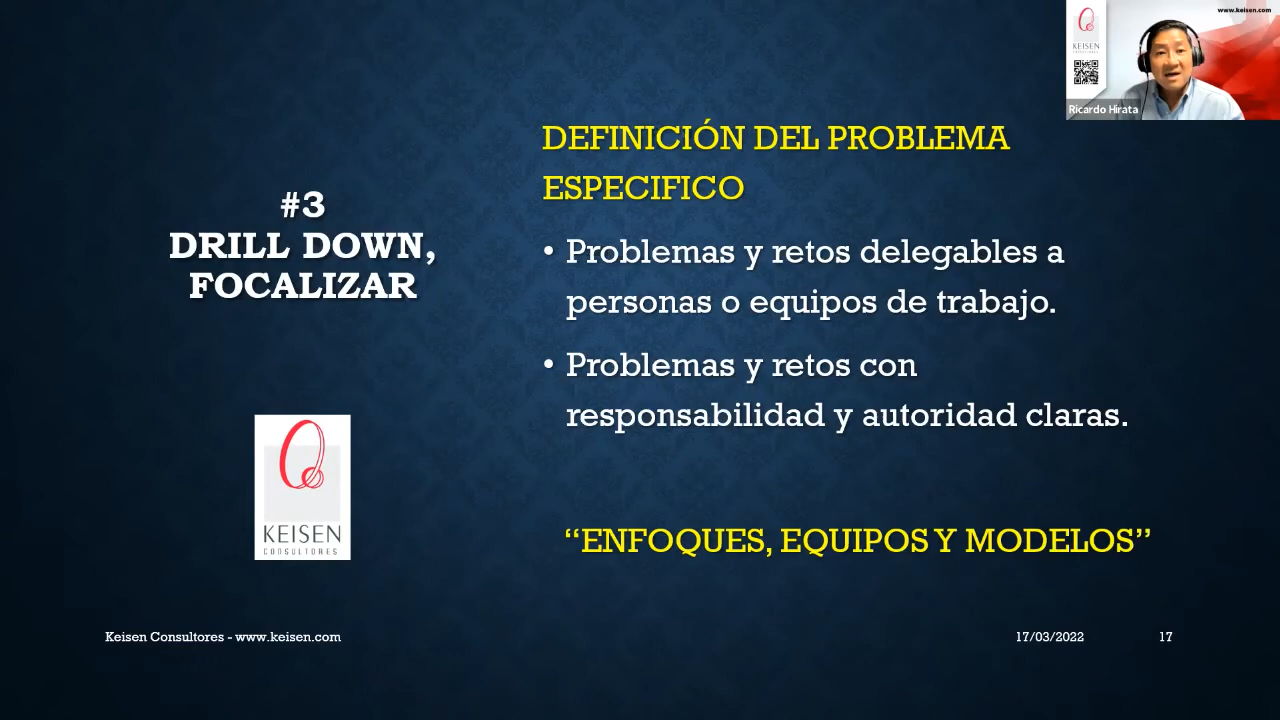 www.keisen.com
KEISEN
CONSULTORES
Ricardo Hirata
#3
DRILL DOWN,
FOCALIZAR
DEFINICIÓN DEL PROBLEMA
ESPECIFICO
• Problemas y retos delegables a
personas o equipos de trabajo.
• Problemas y retos con
responsabilidad y autoridad claras.
“ENFOQUES, EQUIPOS Y MODELOS”
KEISEN
CONSULTORES
Keisen Consultores - www.keisen.com
17/03/2022
17